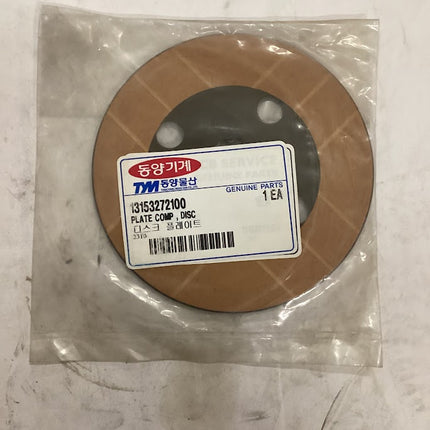 동양기계
TYM 동양물산
GENUINE PARTS
13153272100
1 EA
PLATE COMP , DISC
디스크 플레이트